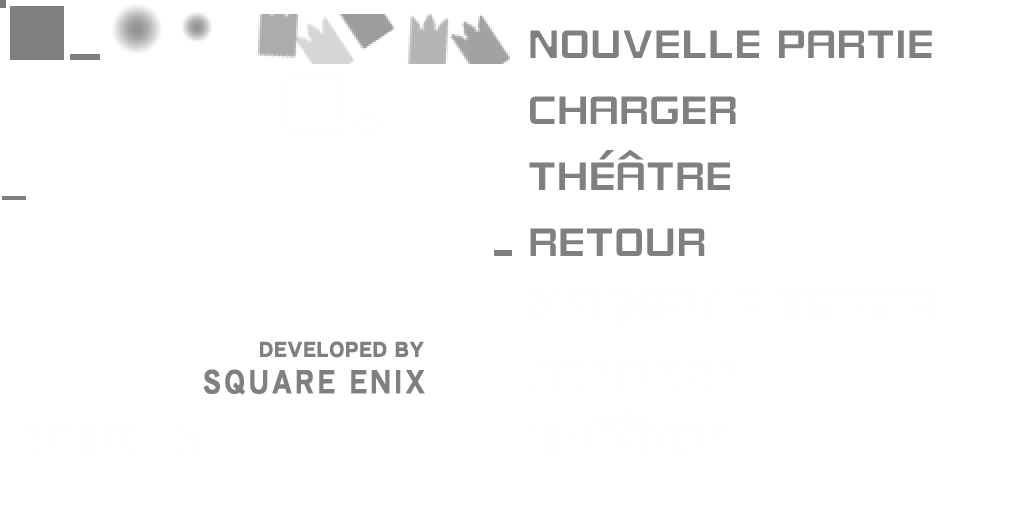 NOUVELLE PARTIE
CHARGER
THÉÂTRE
RETOUR
DEVELOPED BY
SQUARE ENIX